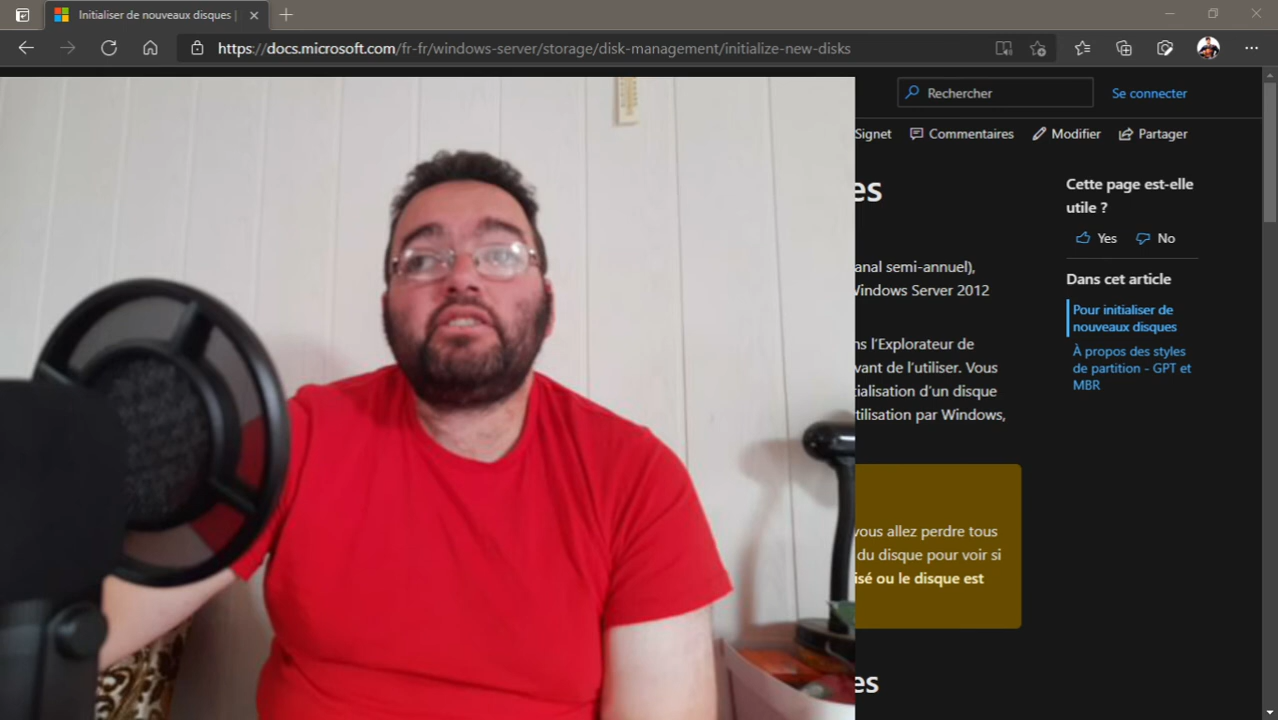 Initialiser de nouveaux disques |
https://docs.microsoft.com/fr-fr/windows-server/storage/disk-management/initialize-new-disks
Rechercher
Se connecter
Signet
Commentaires
Modifier
Partager
es
Cette page est-elle
utile ?
Yes
No
anal semi-annuel),
Windows Server 2012
Dans cet article
Pour initialiser de
nouveaux disques
À propos des styles
de partition - GPT et
MBR
ns l'Explorateur de
vant de l'utiliser. Vous
ialisation d'un disque
utilisation par Windows,
vous allez perdre tous
du disque pour voir si
isé ou le disque est
es